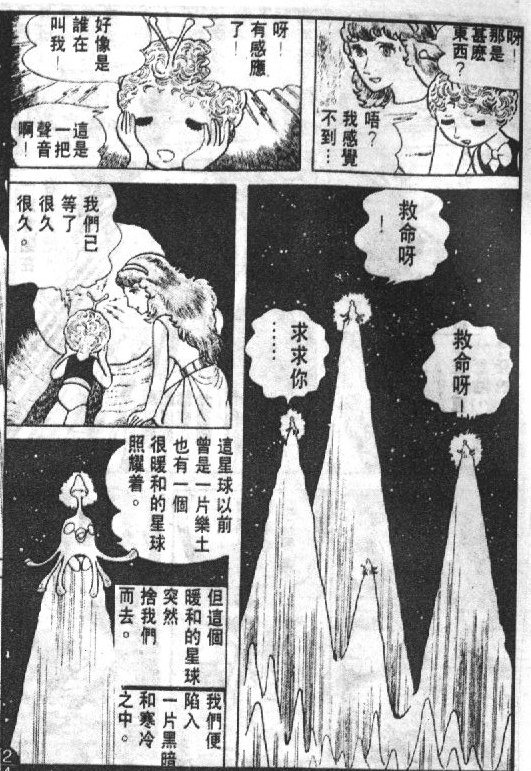 呀！
那是
甚麼
東西？
唔？
我感覺
不到…
呀！
有感應
了！
好像是
誰在
叫我！
這是
一把
聲音
啊！
救命呀
！
救命呀！
求求你
……
我們已
等了
很久
很久。
這星球以前
曾是一片樂土
也有一個
很暖和的星球
照耀着。
但這個
暖和的星球
突然
捨我們
而去。
我們便
陷入
一片黑暗
和寒冷
之中。
2